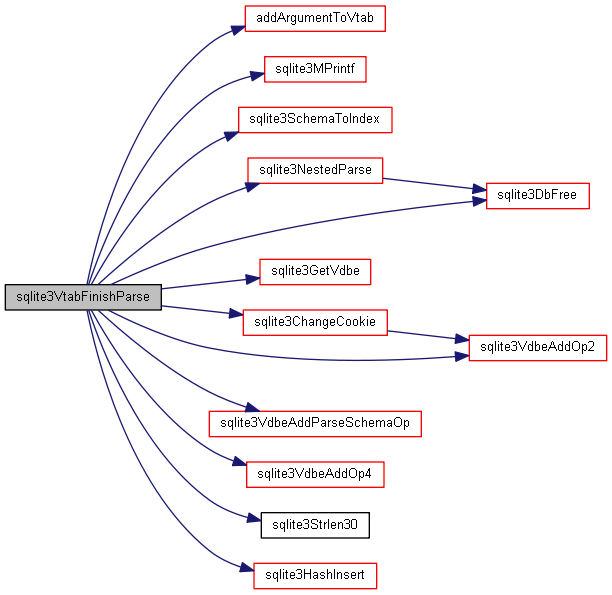 addArgumentToVtab
sqlite3MPrintf
sqlite3SchemaToIndex
sqlite3NestedParse
sqlite3DbFree
sqlite3GetVdbe
sqlite3VtabFinishParse
sqlite3ChangeCookie
sqlite3VdbeAddOp2
sqlite3VdbeAddParseSchemaOp
sqlite3VdbeAddOp4
sqlite3Strlen30
sqlite3HashInsert